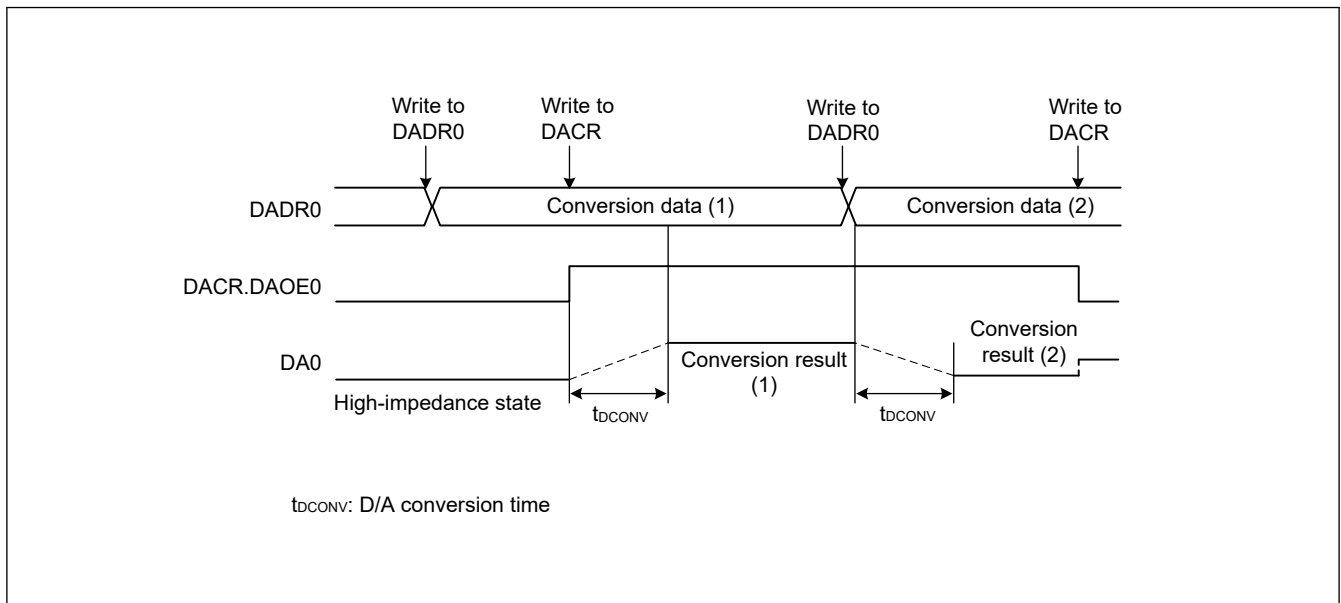 Write to
DADR0
Write to
DACR
Write to
DADR0
Write to
DACR
DADR0
Conversion data (1)
Conversion data (2)
DACR.DAOE0
DA0
Conversion result
(1)
Conversion
result (2)
High-impedance state
tDCONV
tDCONV
tDCONV: D/A conversion time